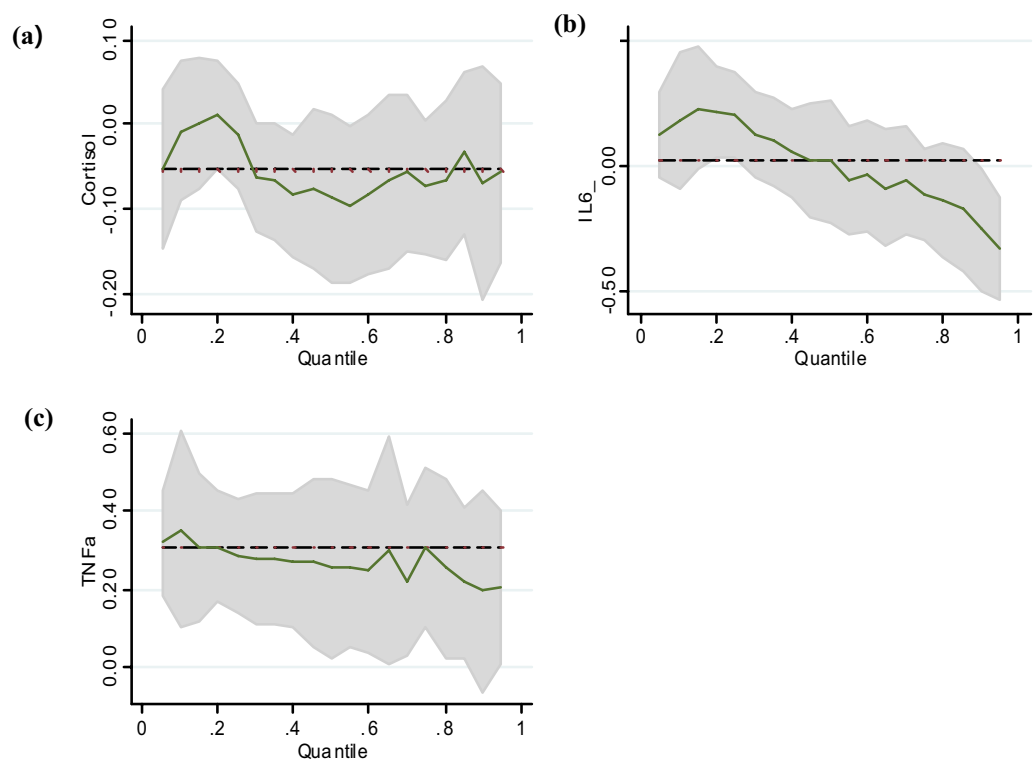 (a)
0.10
0.00
-0.10
-0.20
Cortisol
0 .2 .4 .6 .8 1
Quantile
(b)
0.00
-0.50
IL6_
0 .2 .4 .6 .8 1
Quantile
(c)
0.60
0.40
0.20
0.00
TNFa
0 .2 .4 .6 .8 1
Quantile